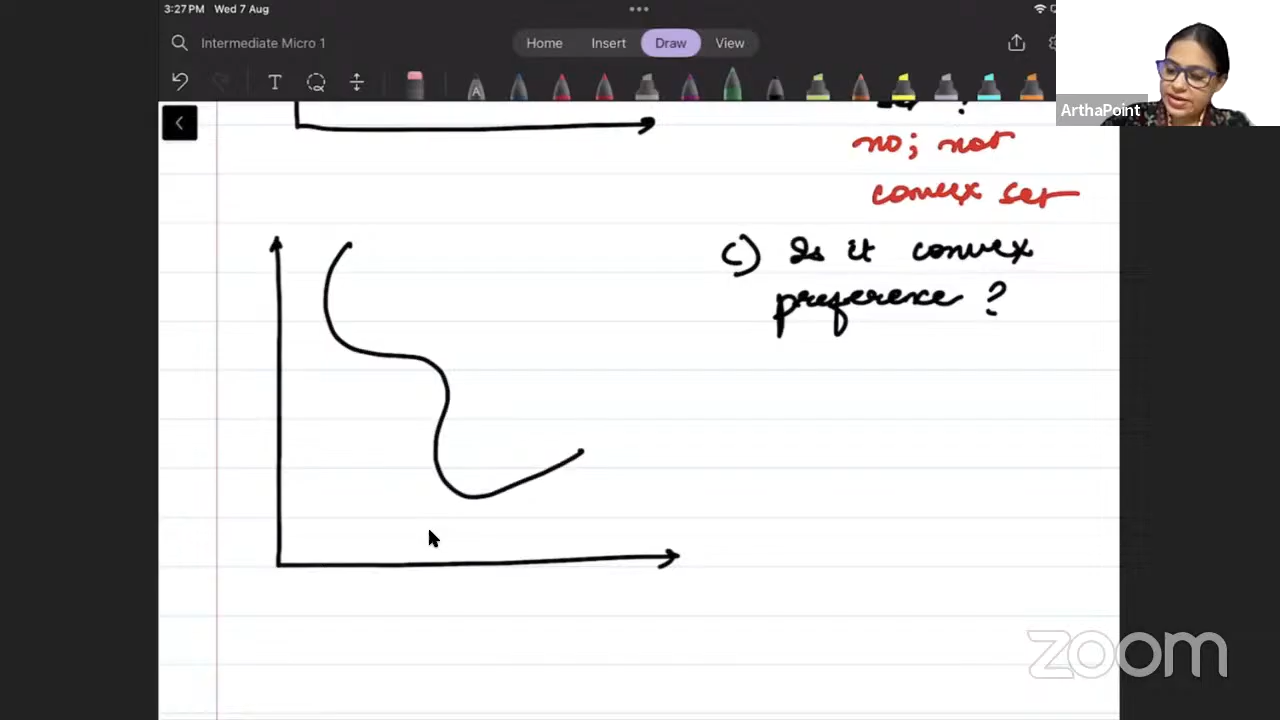 3:27 PM Wed 7 Aug
Intermediate Micro 1
Home Insert Draw View
T
A
ArthaPoint
no; not
convex set
c) Is it convex
preference ?
zoom